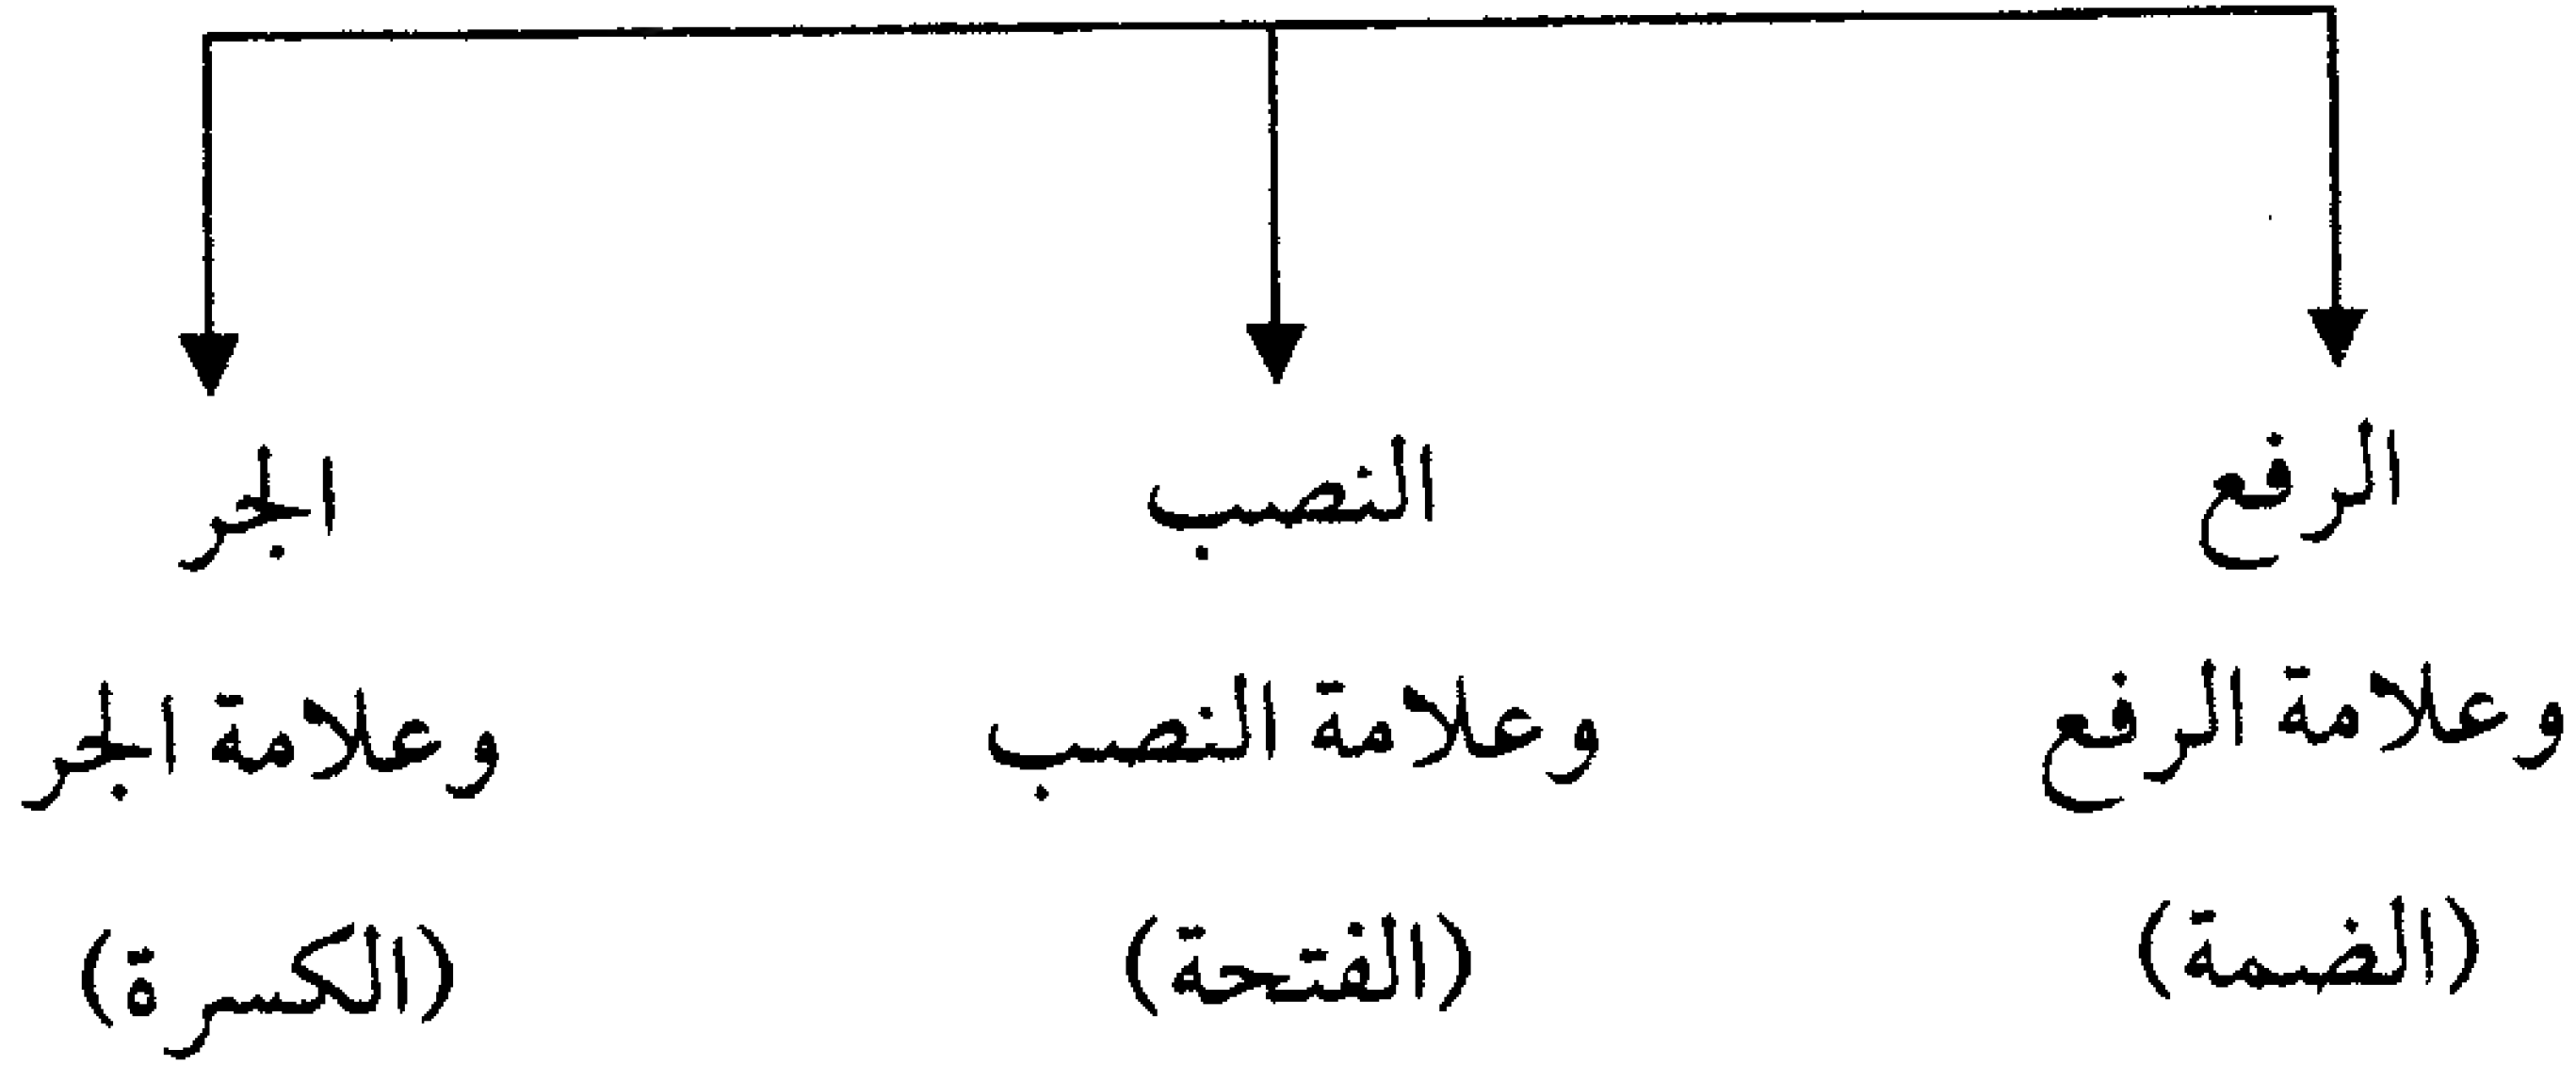 الرفع
وعلامة الرفع
(الضمة)
النصب
وعلامة النصب
(الفتحة)
الجر
وعلامة الجر
(الكسرة)